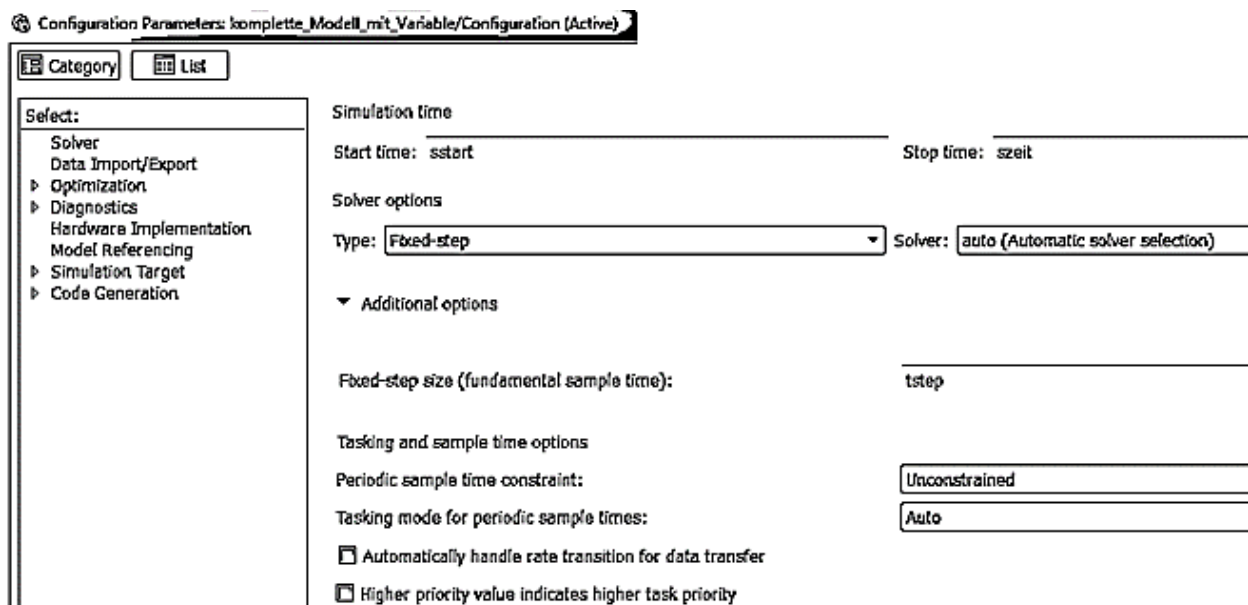 Configuration Parameters: komplette_Modell_mit_Variable/Configuration (Active)
Category List
Select:
Solver
Data Import/Export
Optimization
Diagnostics
Hardware Implementation
Model Referencing
Simulation Target
Code Generation
Simulation time
Start time: sstart Stop time: szeit
Solver options
Type: Fixed-step Solver: auto (Automatic solver selection)
Additional options
Fixed-step size (fundamental sample time): tstep
Tasking and sample time options
Periodic sample time constraint: Unconstrained
Tasking mode for periodic sample times: Auto
Automatically handle rate transition for data transfer
Higher priority value indicates higher task priority